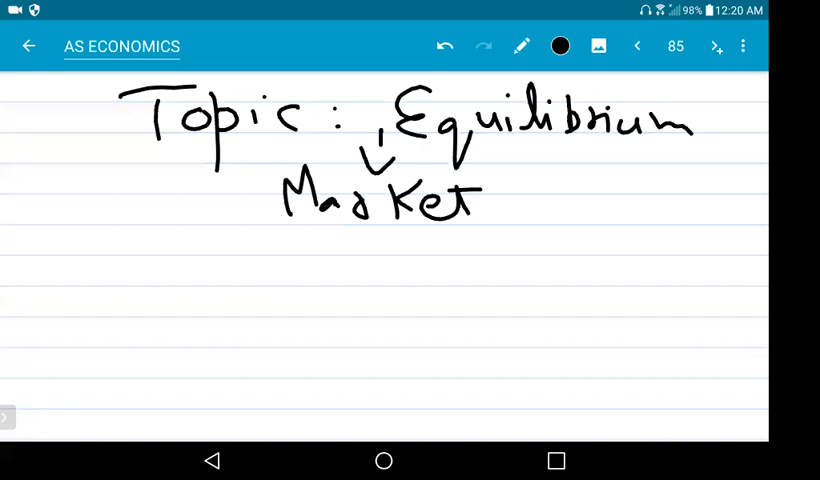 98% 12:20 AM
AS ECONOMICS 85
Topic : Equilibrium
Market